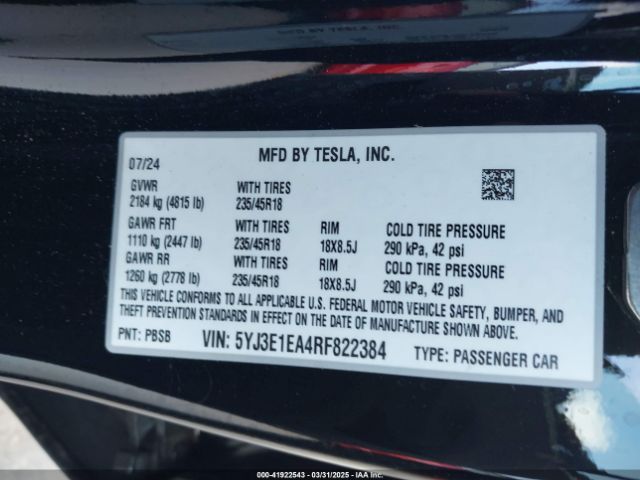 MFD BY TESLA, INC.
07/24
GVWR WITH TIRES
2184 kg (4815 lb) 235/45R18
GAWR FRT WITH TIRES RIM COLD TIRE PRESSURE
1110 kg (2447 lb) 235/45R18 18X8.5J 290 kPa, 42 psi
GAWR RR WITH TIRES RIM COLD TIRE PRESSURE
1260 kg (2778 lb) 235/45R18 18X8.5J 290 kPa, 42 psi
THIS VEHICLE CONFORMS TO ALL APPLICABLE U.S. FEDERAL MOTOR VEHICLE SAFETY, BUMPER, AND
THEFT PREVENTION STANDARDS IN EFFECT ON THE DATE OF MANUFACTURE SHOWN ABOVE.
PNT: PBSB VIN: 5YJ3E1EA4RF822384 TYPE: PASSENGER CAR
000-41922543 - 03/31/2025 - IAA Inc.